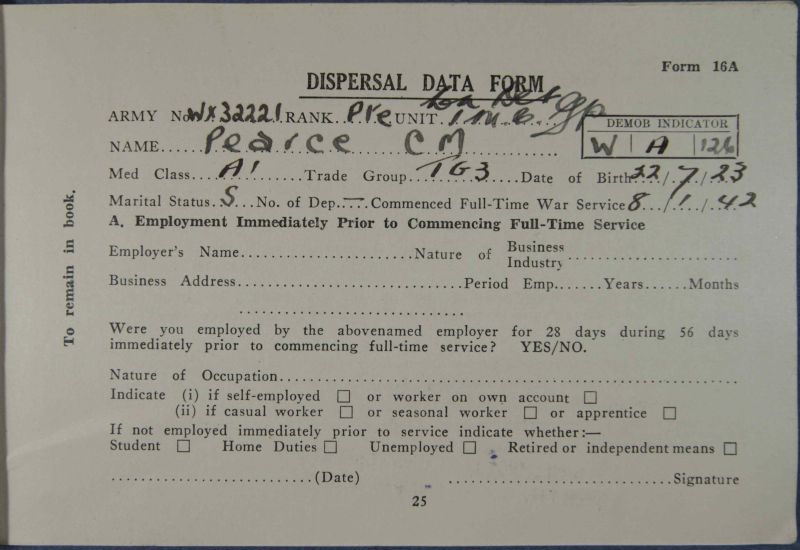 Form 16A
DISPERSAL DATA FORM
ARMY No. WX32221 RANK. Pte UNIT. Gp
DEMOB INDICATOR
W | A | 126
NAME..... Pearce C M ..........
Med Class.... A1 ......Trade Group. TG3 ....Date of Birth 22 / 7 / 23
Marital Status. S ...No. of Dep. — ..Commenced Full-Time War Service 8 / 1 / 42
A. Employment Immediately Prior to Commencing Full-Time Service
Employer's Name.......................Nature of Business Industry.......................
Business Address..............................Period Emp.......Years......Months
..............................
Were you employed by the abovenamed employer for 28 days during 56 days
immediately prior to commencing full-time service? YES/NO.
Nature of Occupation..............................................................
Indicate (i) if self-employed □ or worker on own account □
(ii) if casual worker □ or seasonal worker □ or apprentice □
If not employed immediately prior to service indicate whether:—
Student □ Home Duties □ Unemployed □ Retired or independent means □
...........................(Date) ..............................Signature
25
To remain in book.